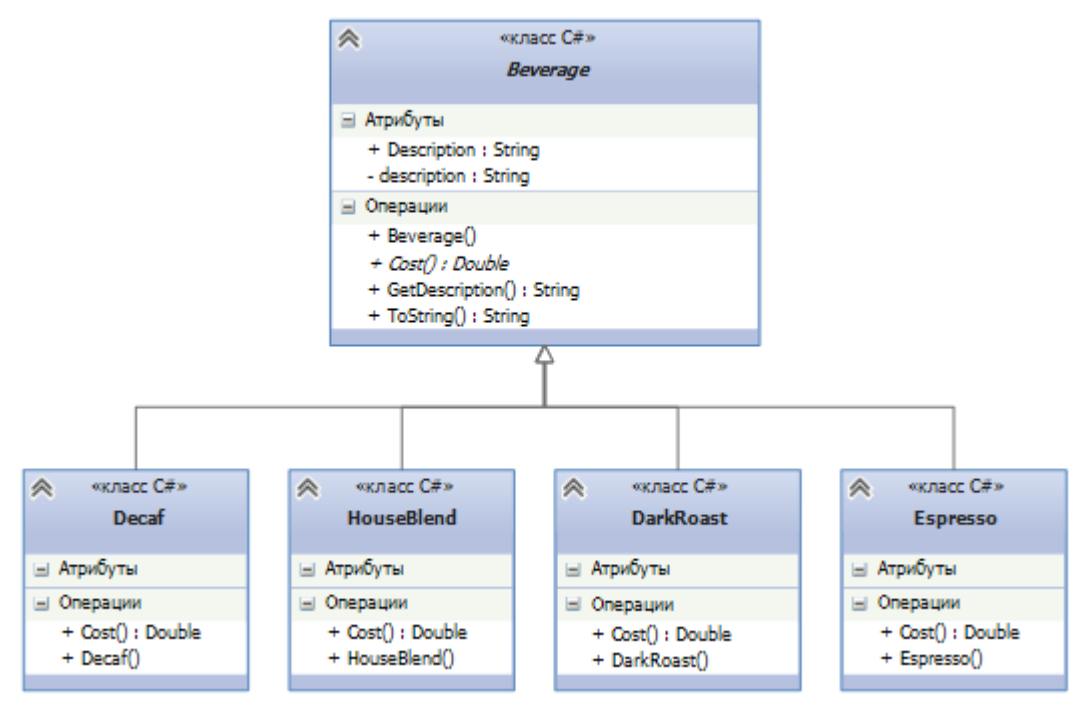 «класс C#»
Beverage
Атрибуты
+ Description : String
- description : String
Операции
+ Beverage()
+ Cost() : Double
+ GetDescription() : String
+ ToString() : String
«класс C#»
Decaf
Атрибуты
Операции
+ Cost() : Double
+ Decaf()
«класс C#»
HouseBlend
Атрибуты
Операции
+ Cost() : Double
+ HouseBlend()
«класс C#»
DarkRoast
Атрибуты
Операции
+ Cost() : Double
+ DarkRoast()
«класс C#»
Espresso
Атрибуты
Операции
+ Cost() : Double
+ Espresso()